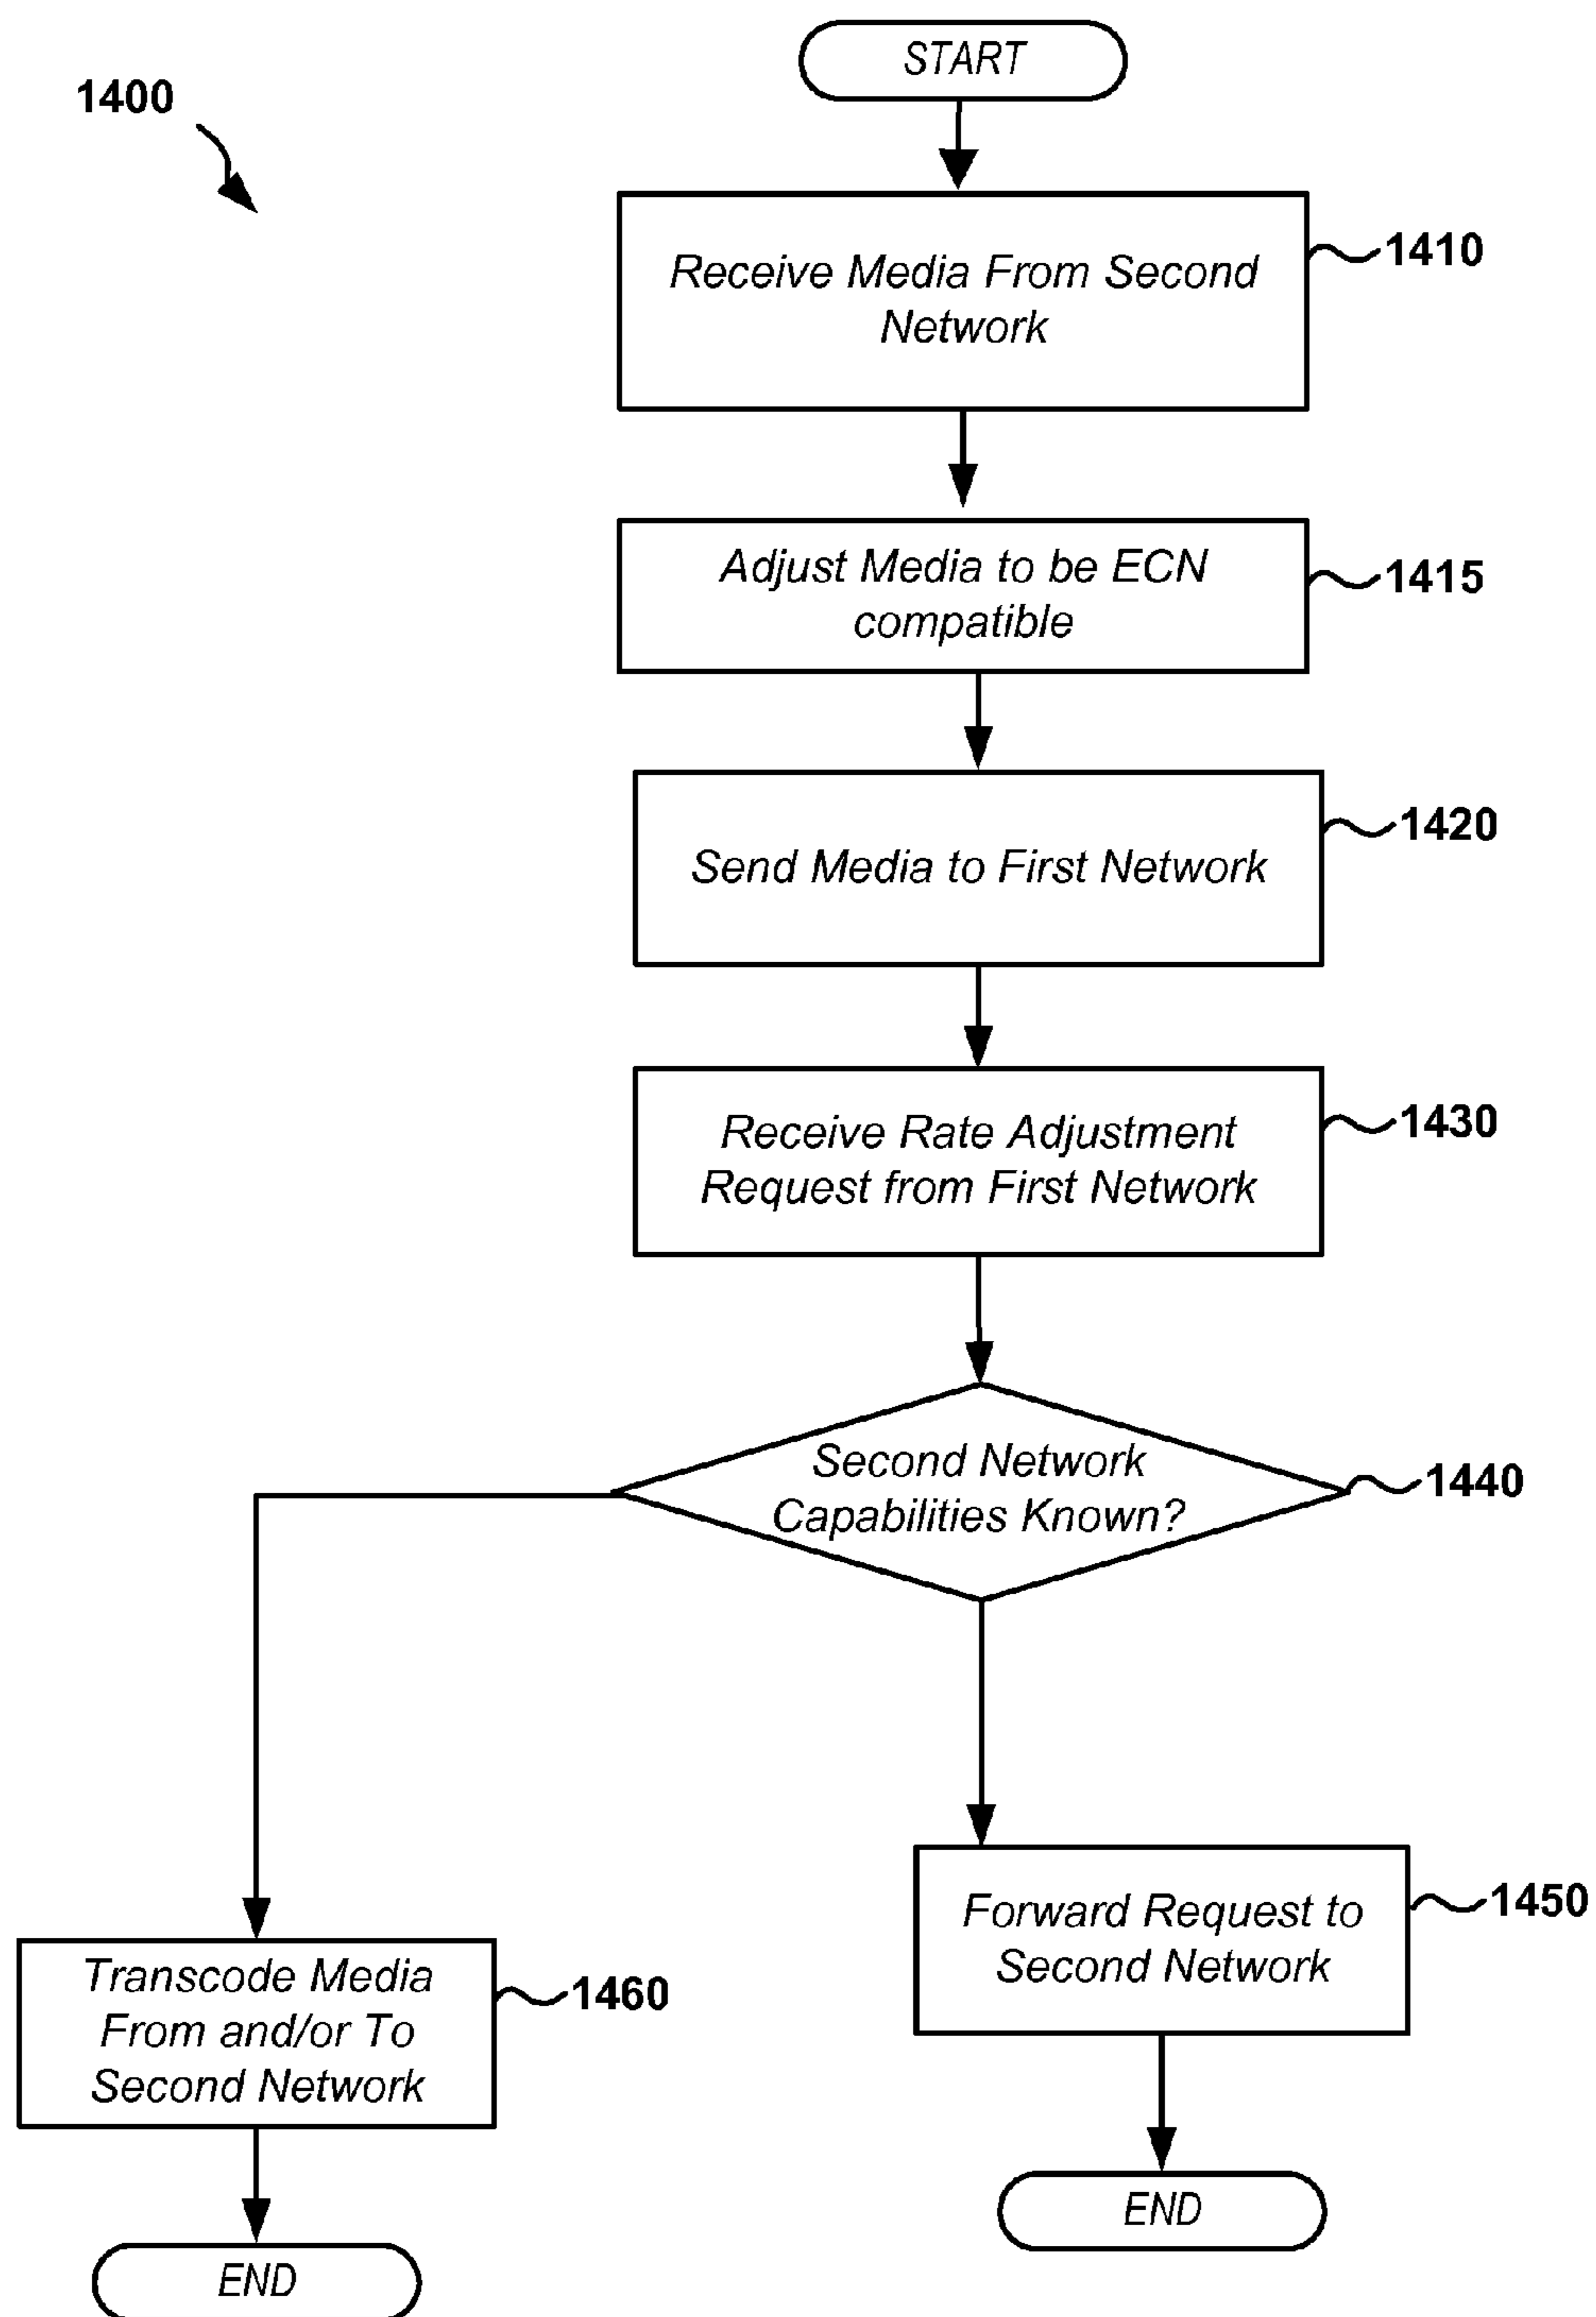 START
1400
Receive Media From Second
Network
1410
Adjust Media to be ECN
compatible
1415
Send Media to First Network
1420
Receive Rate Adjustment
Request from First Network
1430
Second Network
Capabilities Known?
1440
Forward Request to
Second Network
1450
Transcode Media
From and/or To
Second Network
1460
END
END